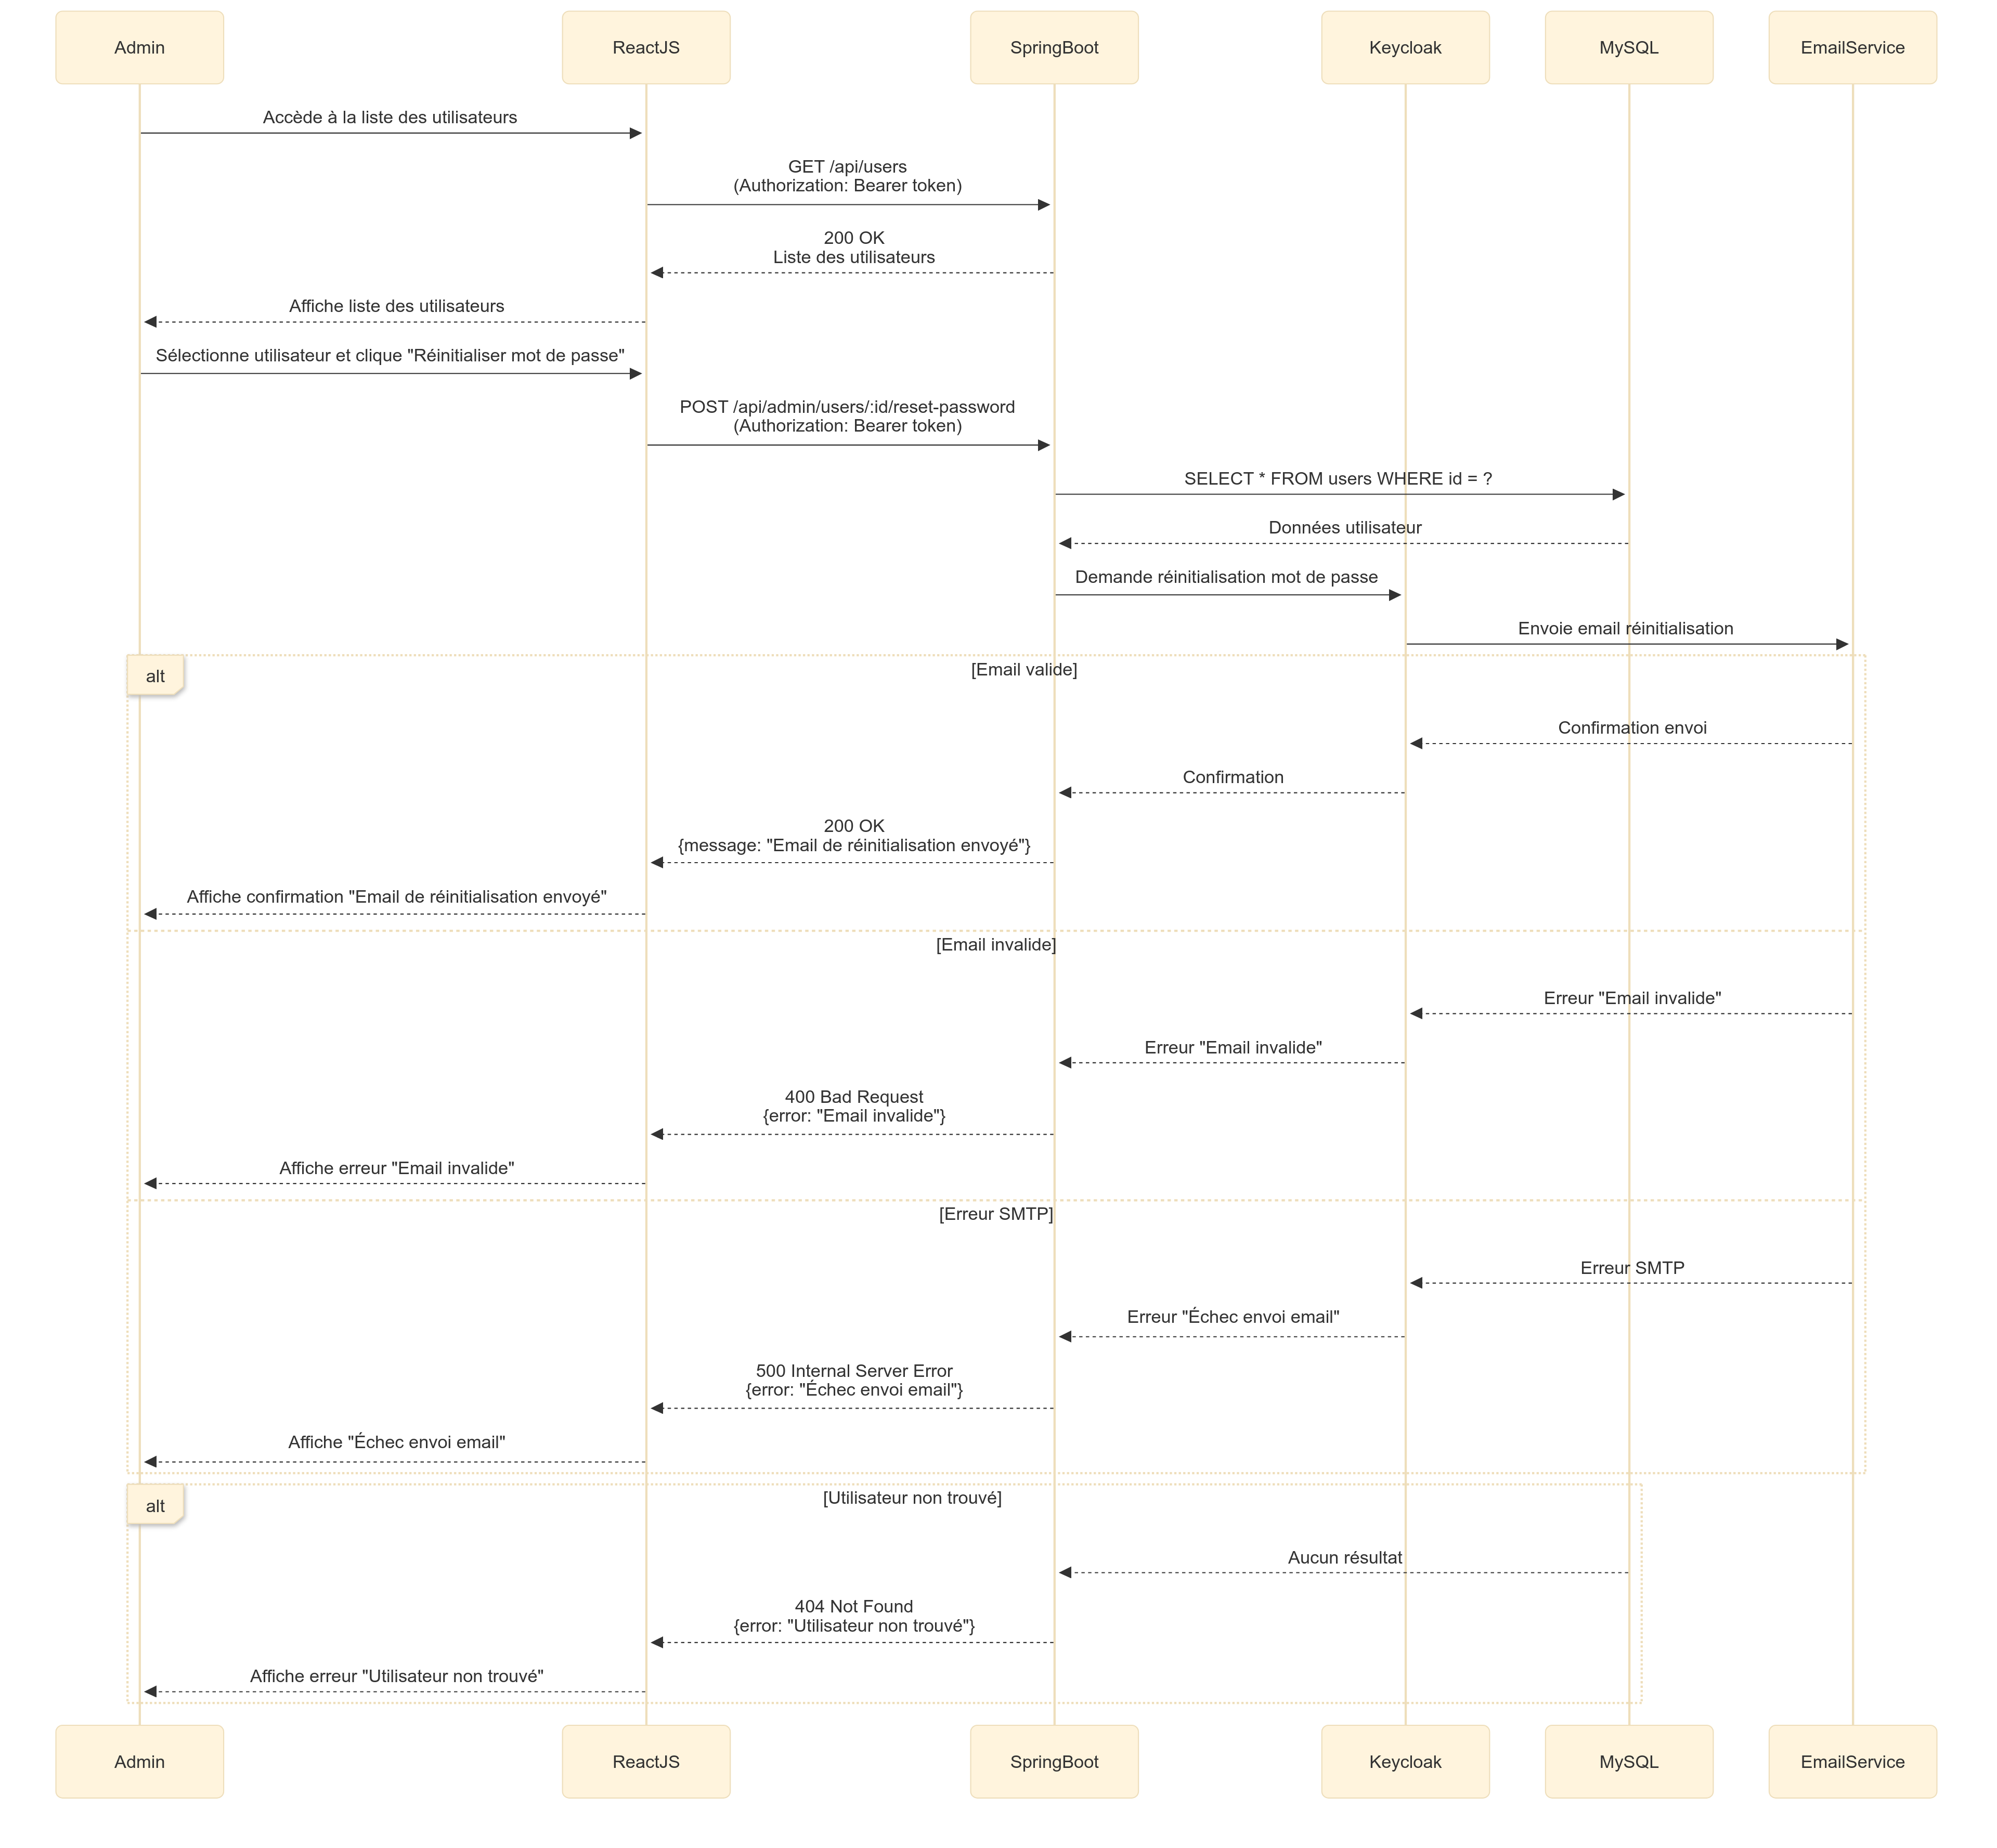 Admin
ReactJS
SpringBoot
Keycloak
MySQL
EmailService
Accède à la liste des utilisateurs
GET /api/users
(Authorization: Bearer token)
200 OK
Liste des utilisateurs
Affiche liste des utilisateurs
Sélectionne utilisateur et clique "Réinitialiser mot de passe"
POST /api/admin/users/:id/reset-password
(Authorization: Bearer token)
SELECT * FROM users WHERE id = ?
Données utilisateur
Demande réinitialisation mot de passe
Envoie email réinitialisation
alt
[Email valide]
Confirmation envoi
Confirmation
200 OK
{message: "Email de réinitialisation envoyé"}
Affiche confirmation "Email de réinitialisation envoyé"
[Email invalide]
Erreur "Email invalide"
Erreur "Email invalide"
400 Bad Request
{error: "Email invalide"}
Affiche erreur "Email invalide"
[Erreur SMTP]
Erreur SMTP
Erreur "Échec envoi email"
500 Internal Server Error
{error: "Échec envoi email"}
Affiche "Échec envoi email"
alt
[Utilisateur non trouvé]
Aucun résultat
404 Not Found
{error: "Utilisateur non trouvé"}
Affiche erreur "Utilisateur non trouvé"
Admin
ReactJS
SpringBoot
Keycloak
MySQL
EmailService